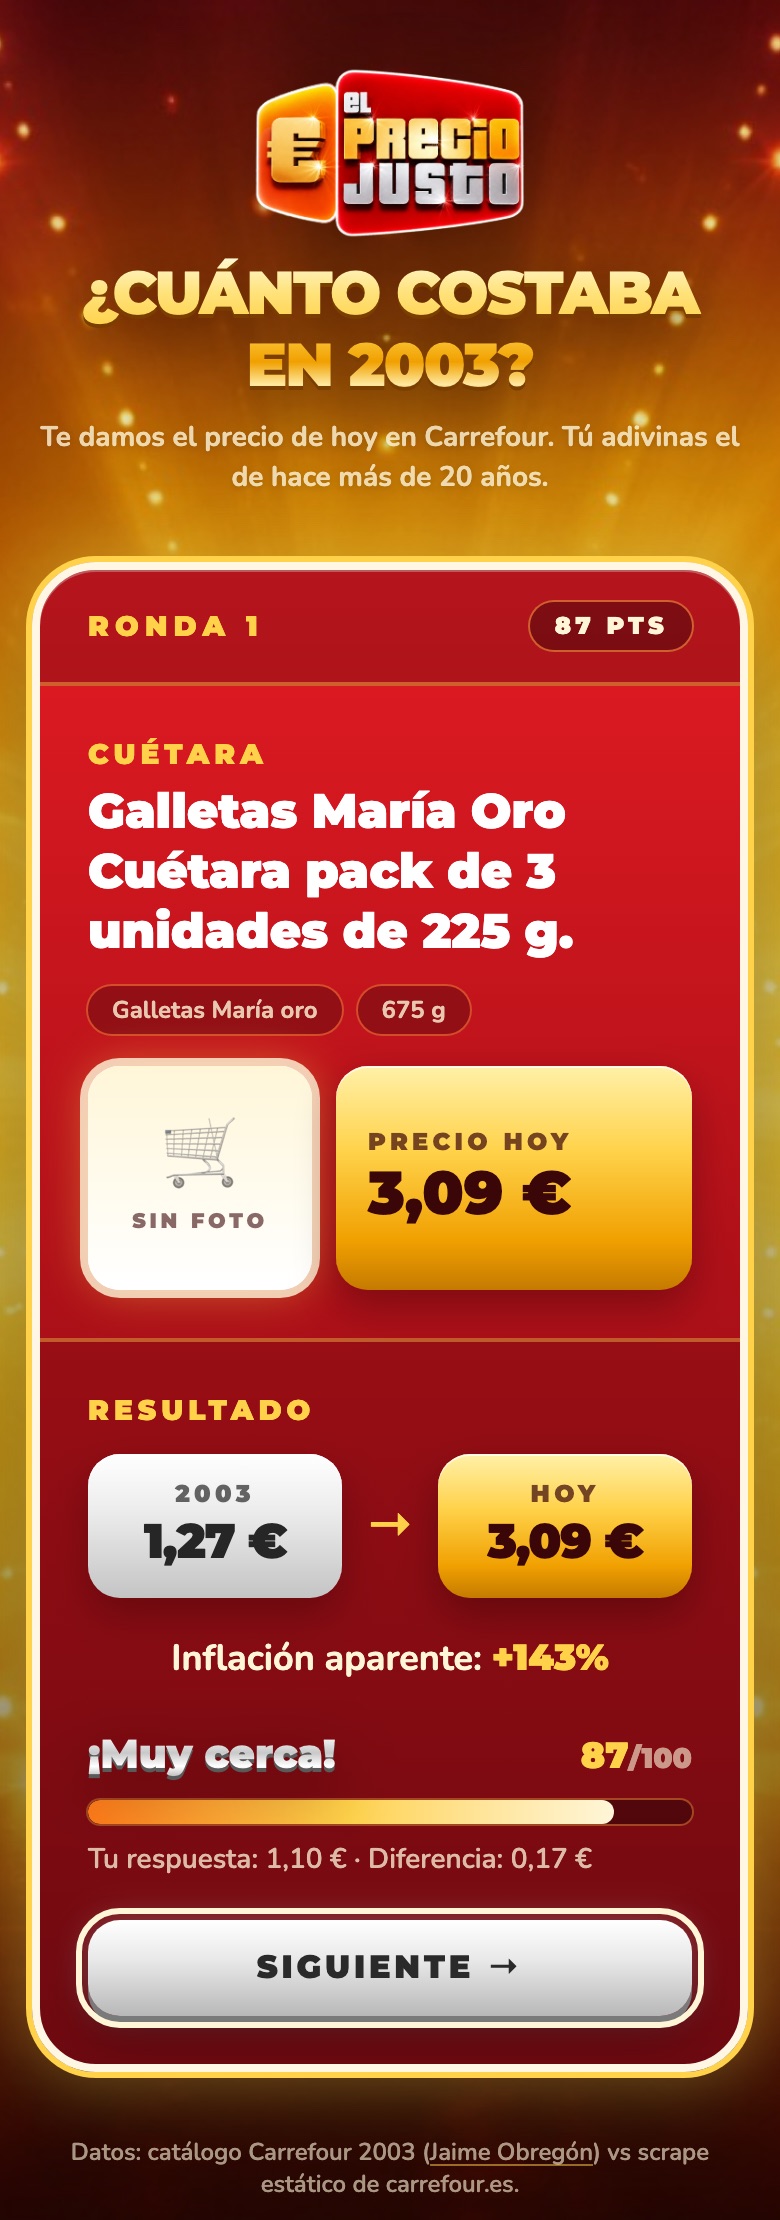 €
EL
PRECIO
JUSTO
¿CUÁNTO COSTABA
EN 2003?
Te damos el precio de hoy en Carrefour. Tú adivinas el
de hace más de 20 años.
RONDA 1
87 PTS
CUÉTARA
Galletas María Oro
Cuétara pack de 3
unidades de 225 g.
Galletas María oro
675 g
SIN FOTO
PRECIO HOY
3,09 €
RESULTADO
2003
1,27 €
→
HOY
3,09 €
Inflación aparente: +143%
¡Muy cerca!
87/100
Tu respuesta: 1,10 € · Diferencia: 0,17 €
SIGUIENTE →
Datos: catálogo Carrefour 2003 (Jaime Obregón) vs scrape
estático de carrefour.es.